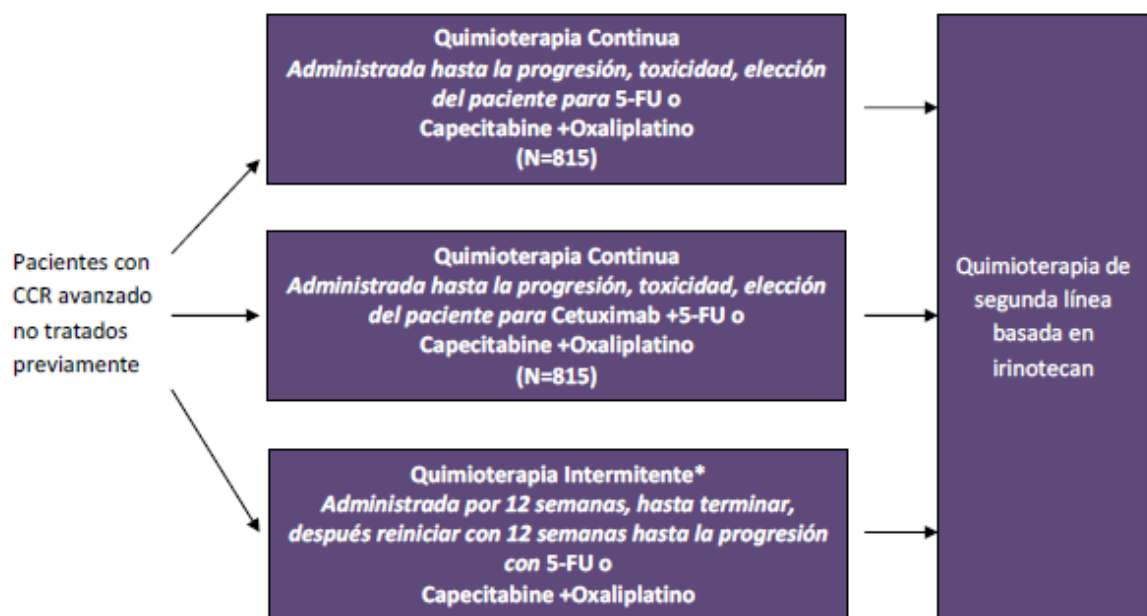 Quimioterapia Continua
Administrada hasta la progresión, toxicidad, elección
del paciente para 5-FU o
Capecitabine +Oxaliplatino
(N=815)
Pacientes con
CCR avanzado
no tratados
previamente
Quimioterapia Continua
Administrada hasta la progresión, toxicidad, elección
del paciente para Cetuximab +5-FU o
Capecitabine +Oxaliplatino
(N=815)
Quimioterapia Intermitente*
Administrada por 12 semanas, hasta terminar,
después reiniciar con 12 semanas hasta la progresión
con 5-FU o
Capecitabine +Oxaliplatino
Quimioterapia de
segunda línea
basada en
irinotecan